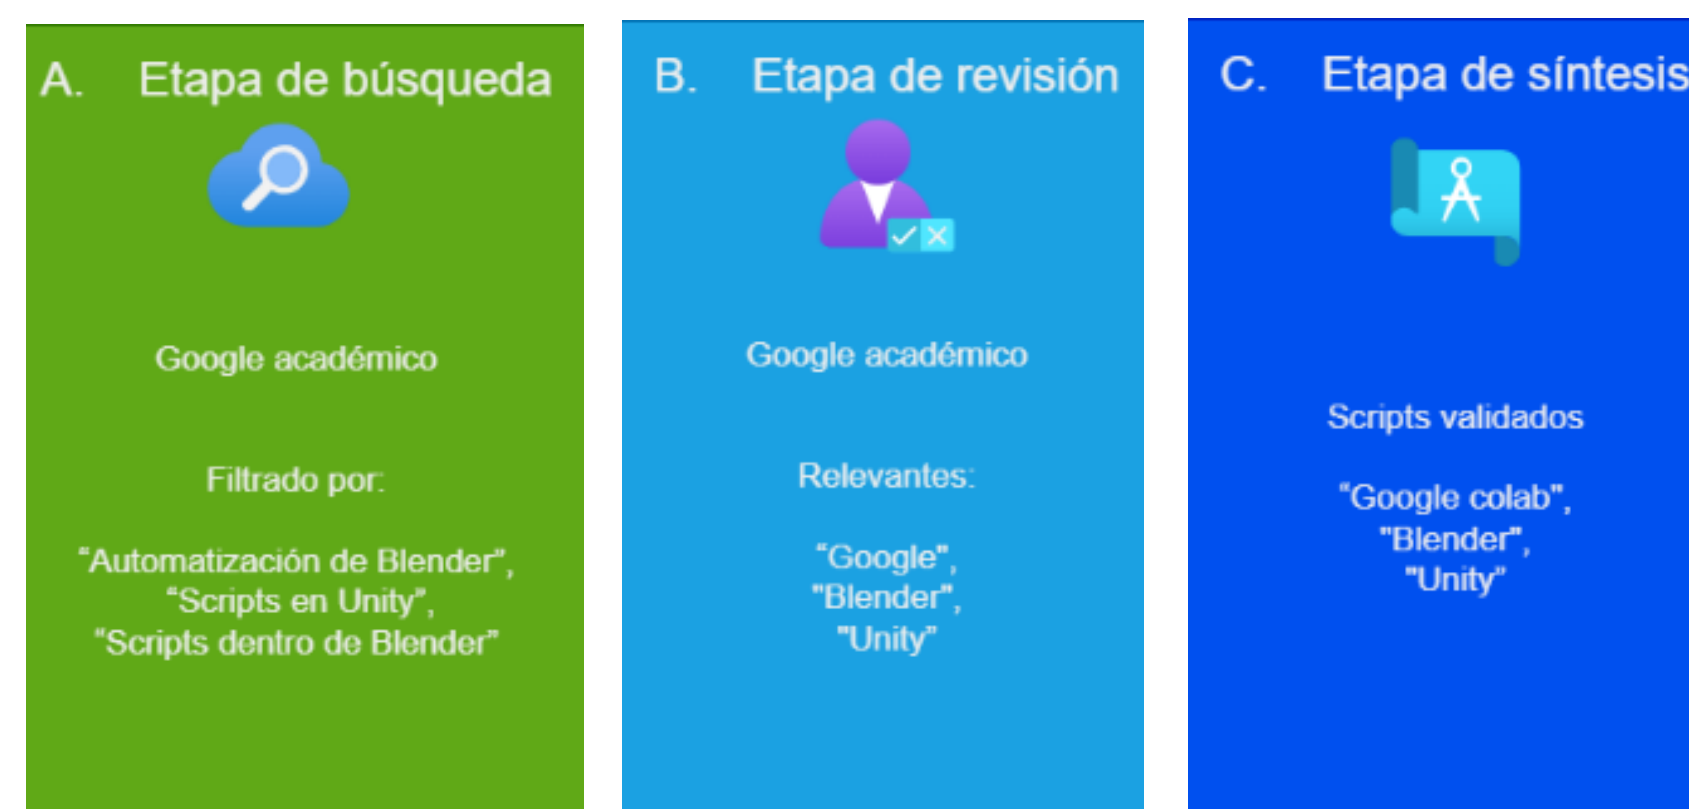 A. Etapa de búsqueda
Google académico
Filtrado por:
“Automatización de Blender",
“Scripts en Unity”,
“Scripts dentro de Blender”
B. Etapa de revisión
Google académico
Relevantes:
“Google",
"Blender",
"Unity”
C. Etapa de síntesis
Scripts validados
“Google colab",
"Blender",
"Unity”